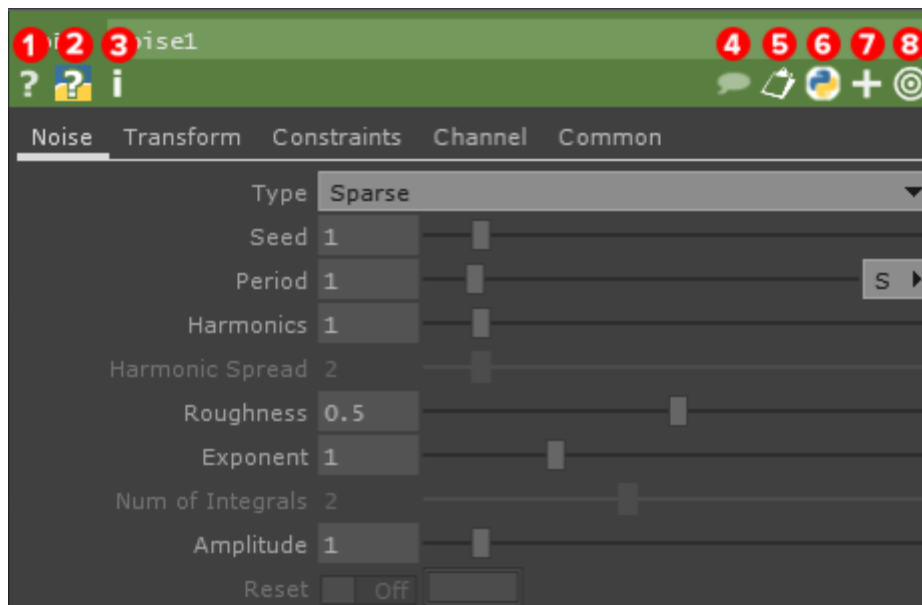 1 2 3 oise1 4 5 6 7 8
? ? i
Noise Transform Constraints Channel Common
Type Sparse
Seed 1
Period 1 S
Harmonics 1
Harmonic Spread 2
Roughness 0.5
Exponent 1
Num of Integrals 2
Amplitude 1
Reset Off